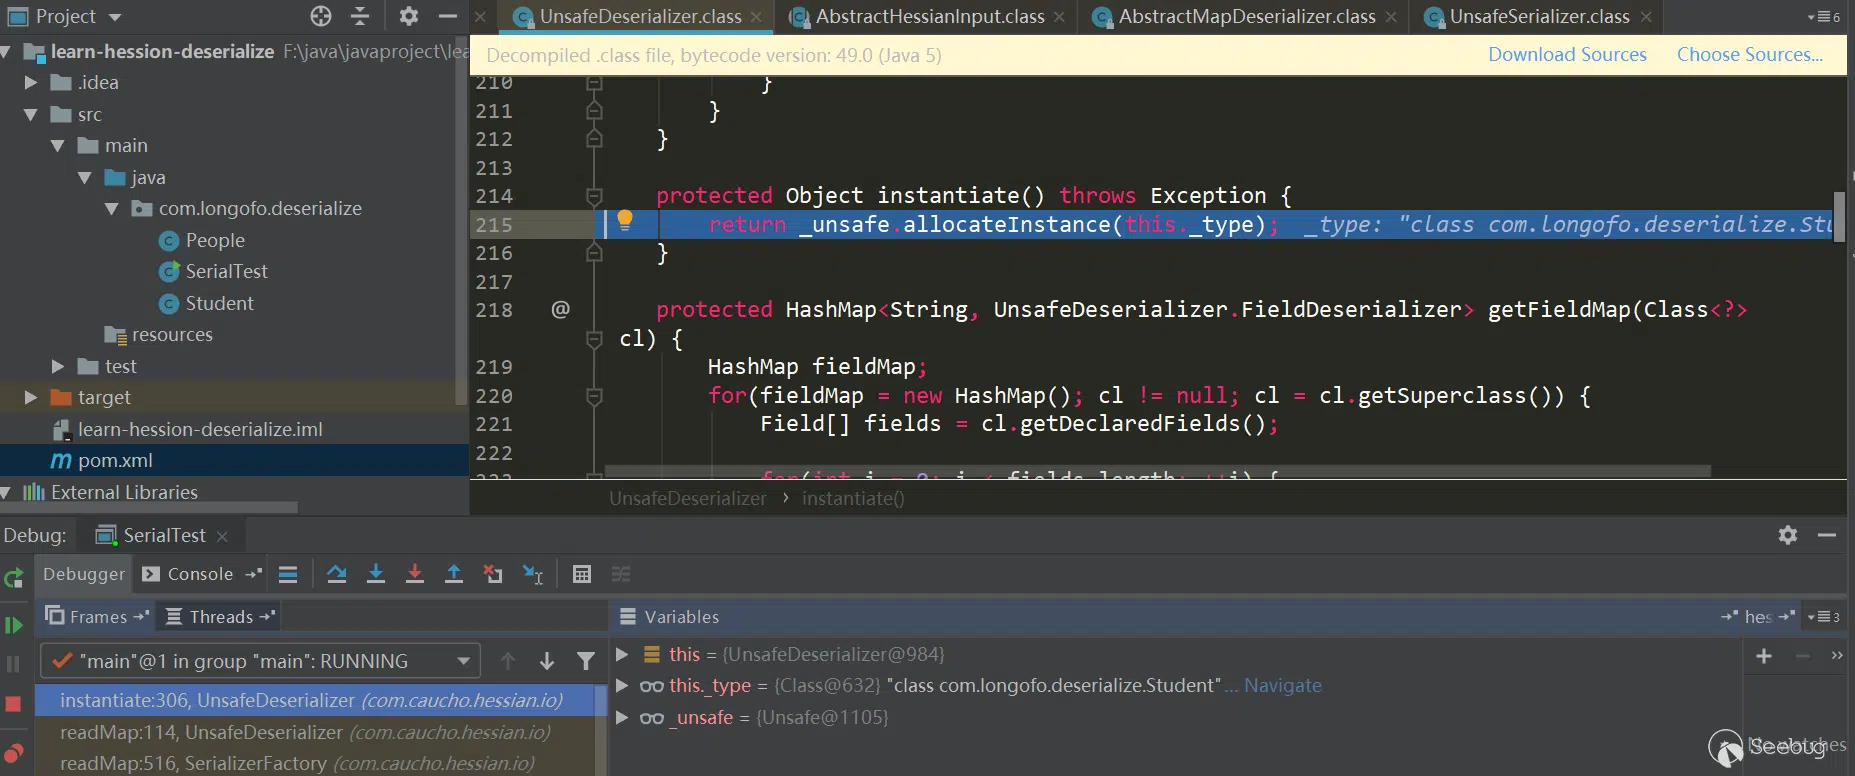 Project
UnsafeDeserializer.class
AbstractHessianInput.class
AbstractMapDeserializer.class
UnsafeSerializer.class
6
learn-hession-deserialize F:\java\javaproject\lea
Decompiled .class file, bytecode version: 49.0 (Java 5)
Download Sources
Choose Sources...
.idea
src
main
java
com.longofo.deserialize
People
SerialTest
Student
resources
test
target
learn-hession-deserialize.iml
pom.xml
External Libraries
210 }
211 }
212 }
213
214 protected Object instantiate() throws Exception {
215 return _unsafe.allocateInstance(this._type); _type: "class com.longofo.deserialize.Stu
216 }
217
218 @ protected HashMap<String, UnsafeDeserializer.FieldDeserializer> getFieldMap(Class<?>
cl) {
219 HashMap fieldMap;
220 for(fieldMap = new HashMap(); cl != null; cl = cl.getSuperclass()) {
221 Field[] fields = cl.getDeclaredFields();
222
223 for(int i = 0; i < fields.length; ++i) {
UnsafeDeserializer › instantiate()
Debug: SerialTest
Debugger
Console
Frames
Threads
Variables
hes
3
"main"@1 in group "main": RUNNING
instantiate:306, UnsafeDeserializer (com.caucho.hessian.io)
readMap:114, UnsafeDeserializer (com.caucho.hessian.io)
readMap:516, SerializerFactory (com.caucho.hessian.io)
this = {UnsafeDeserializer@984}
this._type = {Class@632} "class com.longofo.deserialize.Student"... Navigate
_unsafe = {Unsafe@1105}
No watches
Seebug